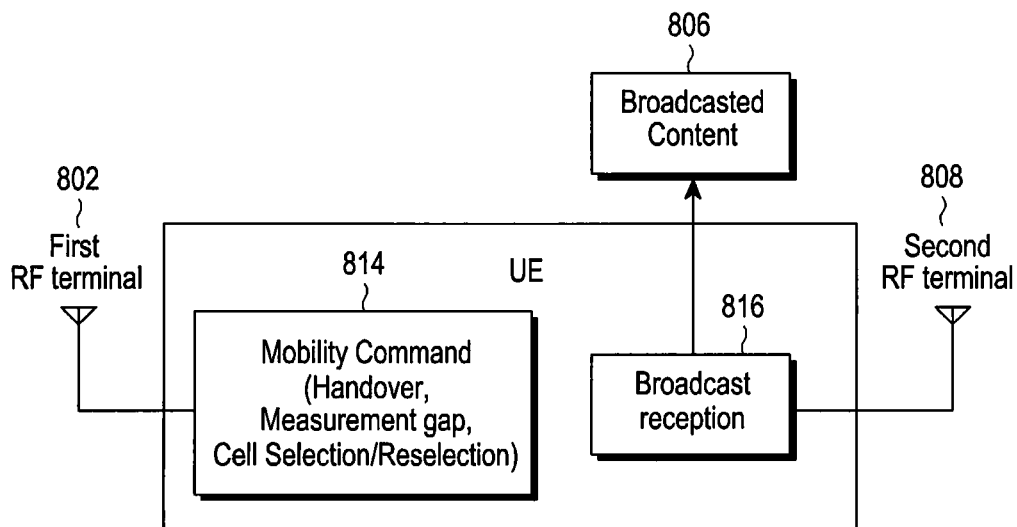 806
Broadcasted
Content
802
First
RF terminal
808
Second
RF terminal
UE
814
Mobility Command
(Handover,
Measurement gap,
Cell Selection/Reselection)
816
Broadcast
reception